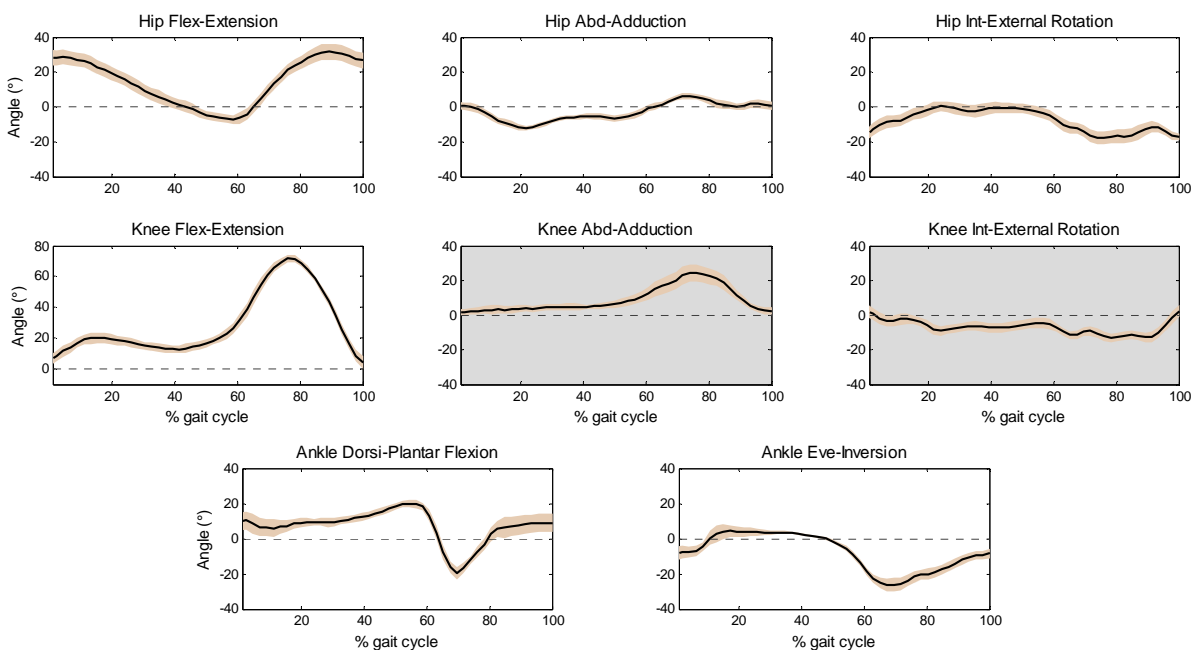 Hip Flex-Extension
Hip Abd-Adduction
Hip Int-External Rotation
Angle (°)
40
20
0
-20
-40
20 40 60 80 100
40
20
0
-20
-40
20 40 60 80 100
40
20
0
-20
-40
20 40 60 80 100
Knee Flex-Extension
Knee Abd-Adduction
Knee Int-External Rotation
Angle (°)
80
60
40
20
0
20 40 60 80 100
% gait cycle
40
20
0
-20
-40
20 40 60 80 100
% gait cycle
40
20
0
-20
-40
20 40 60 80 100
% gait cycle
Ankle Dorsi-Plantar Flexion
Ankle Eve-Inversion
Angle (°)
40
20
0
-20
-40
20 40 60 80 100
% gait cycle
40
20
0
-20
-40
20 40 60 80 100
% gait cycle